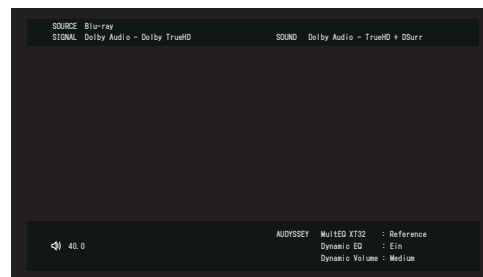 SOURCE Blu-ray
SIGNAL Dolby Audio - Dolby TrueHD SOUND Dolby Audio - TrueHD + DSurr
AUDYSSEY MultEQ XT32 : Reference
40.0 Dynamic EQ : Ein
Dynamic Volume : Medium